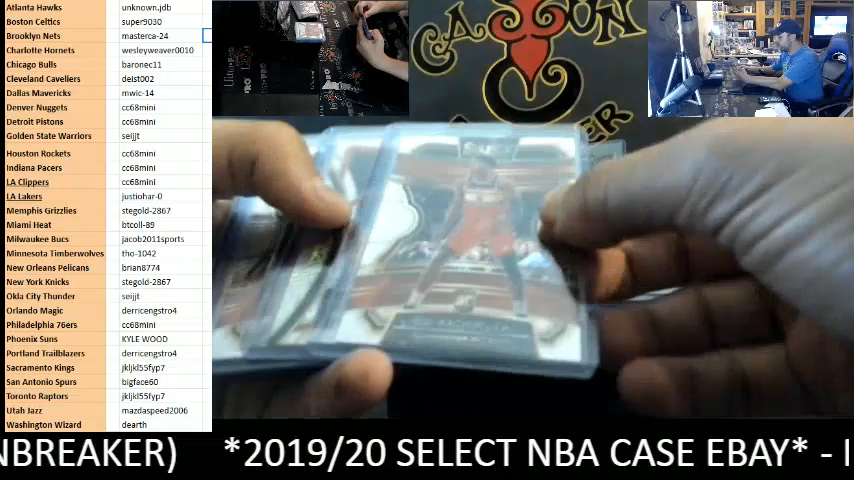 Atlanta Hawks unknown.jdb
Boston Celtics super9030
Brooklyn Nets masterca-24
Charlotte Hornets wesleyweaver0010
Chicago Bulls baronec11
Cleveland Cavaliers deist002
Dallas Mavericks mwic-14
Denver Nuggets cc68mini
Detroit Pistons cc68mini
Golden State Warriors seijjt
Houston Rockets cc68mini
Indiana Pacers cc68mini
LA Clippers cc68mini
LA Lakers justiohar-0
Memphis Grizzlies stegold-2867
Miami Heat btcoll-89
Milwaukee Bucs jacob2011sports
Minnesota Timberwolves tho-1042
New Orleans Pelicans brian8774
New York Knicks stegold-2867
Okla City Thunder seijjt
Orlando Magic derricengstro4
Philadelphia 76ers cc68mini
Phoenix Suns KYLE WOOD
Portland Trailblazers derricengstro4
Sacramento Kings jkljkl55fyp7
San Antonio Spurs bigface60
Toronto Raptors jkljkl55fyp7
Utah Jazz mazdaspeed2006
Washington Wizard dearth
NBREAKER) *2019/20 SELECT NBA CASE EBAY* - I